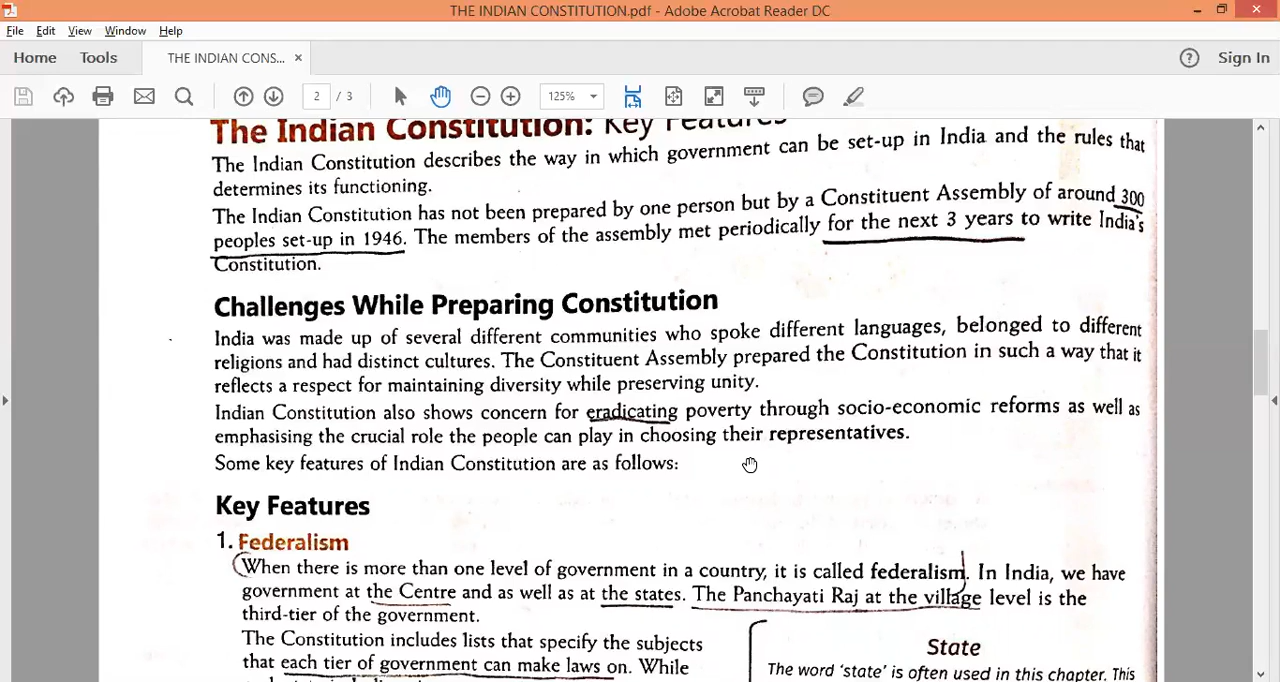 THE INDIAN CONSTITUTION.pdf - Adobe Acrobat Reader DC
File Edit View Window Help
Home Tools THE INDIAN CONS... × Sign In
2 / 3 125%
The Indian Constitution: Key Features
The Indian Constitution describes the way in which government can be set-up in India and the rules that
determines its functioning.
The Indian Constitution has not been prepared by one person but by a Constituent Assembly of around 300
peoples set-up in 1946. The members of the assembly met periodically for the next 3 years to write India's
Constitution.
Challenges While Preparing Constitution
India was made up of several different communities who spoke different languages, belonged to different
religions and had distinct cultures. The Constituent Assembly prepared the Constitution in such a way that it
reflects a respect for maintaining diversity while preserving unity.
Indian Constitution also shows concern for eradicating poverty through socio-economic reforms as well as
emphasising the crucial role the people can play in choosing their representatives.
Some key features of Indian Constitution are as follows:
Key Features
1. Federalism
When there is more than one level of government in a country, it is called federalism. In India, we have
government at the Centre and as well as at the states. The Panchayati Raj at the village level is the
third-tier of the government.
The Constitution includes lists that specify the subjects
that each tier of government can make laws on. While
State
The word 'state' is often used in this chapter. This